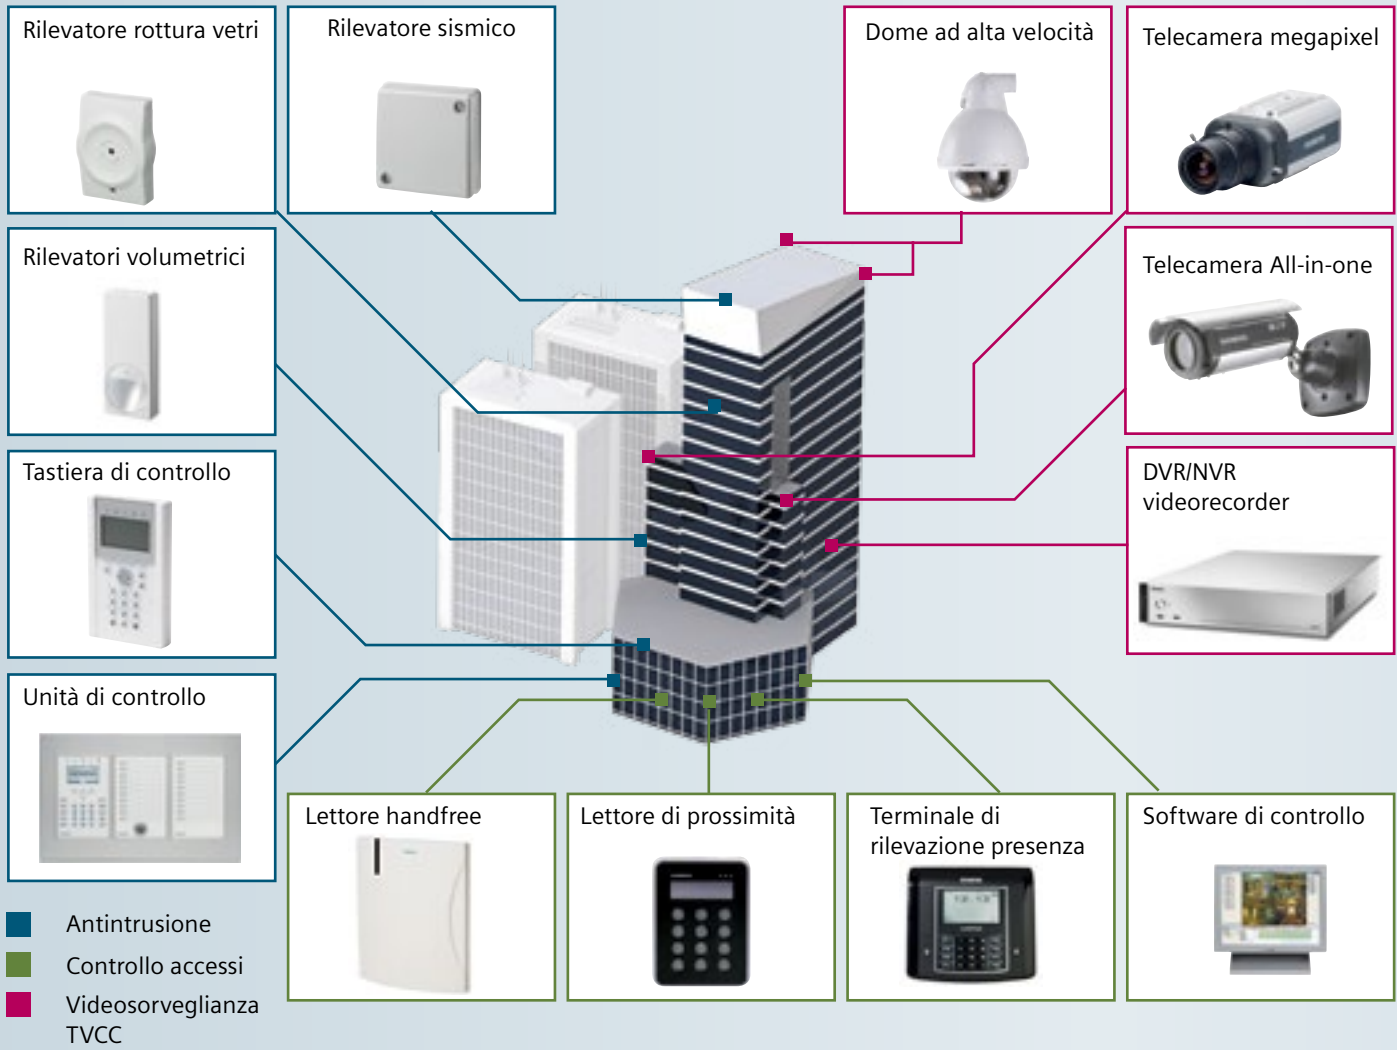 Rilevatore rottura vetri
Rilevatore sismico
Dome ad alta velocità
Telecamera megapixel
Rilevatori volumetrici
Telecamera All-in-one
Tastiera di controllo
DVR/NVR
videorecorder
Unità di controllo
Lettore handfree
Lettore di prossimità
Terminale di
rilevazione presenza
Software di controllo
Antintrusione
Controllo accessi
Videosorveglianza
TVCC